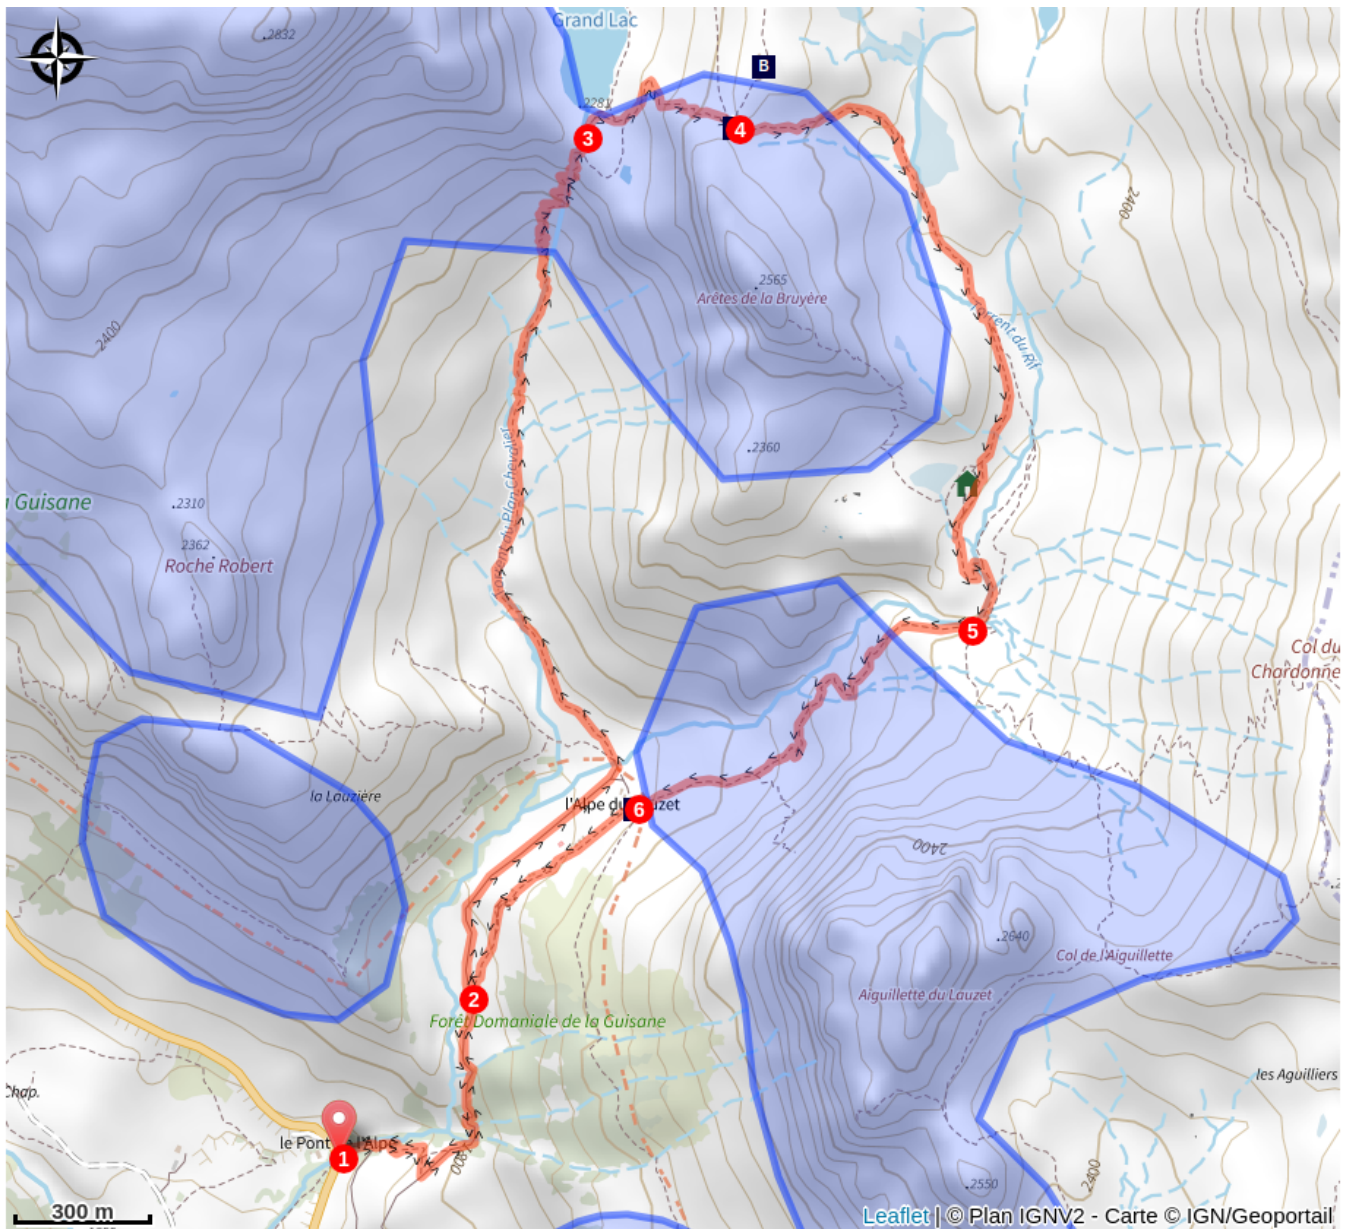 Grand Lac
.2832
B
.2281
3
4
2400
.2565
Arêtes de la Bruyère
2400
Torrent du Rif
.2360
Torrent du Plan Chevalier
a Guisane
.2310
2362
Roche Robert
5
Col du
Chardonne
la Lauzière
l'Alpe du Lauzet
6
2400
.2640
Col de l'Aiguillette
Aiguillette du Lauzet
2
Forêt Domaniale de la Guisane
les Aguilliers
Chap.
le Pont l'Alpe
1
800
2400
.2550
300 m
Leaflet | © Plan IGNV2 - Carte © IGN/Geoportail